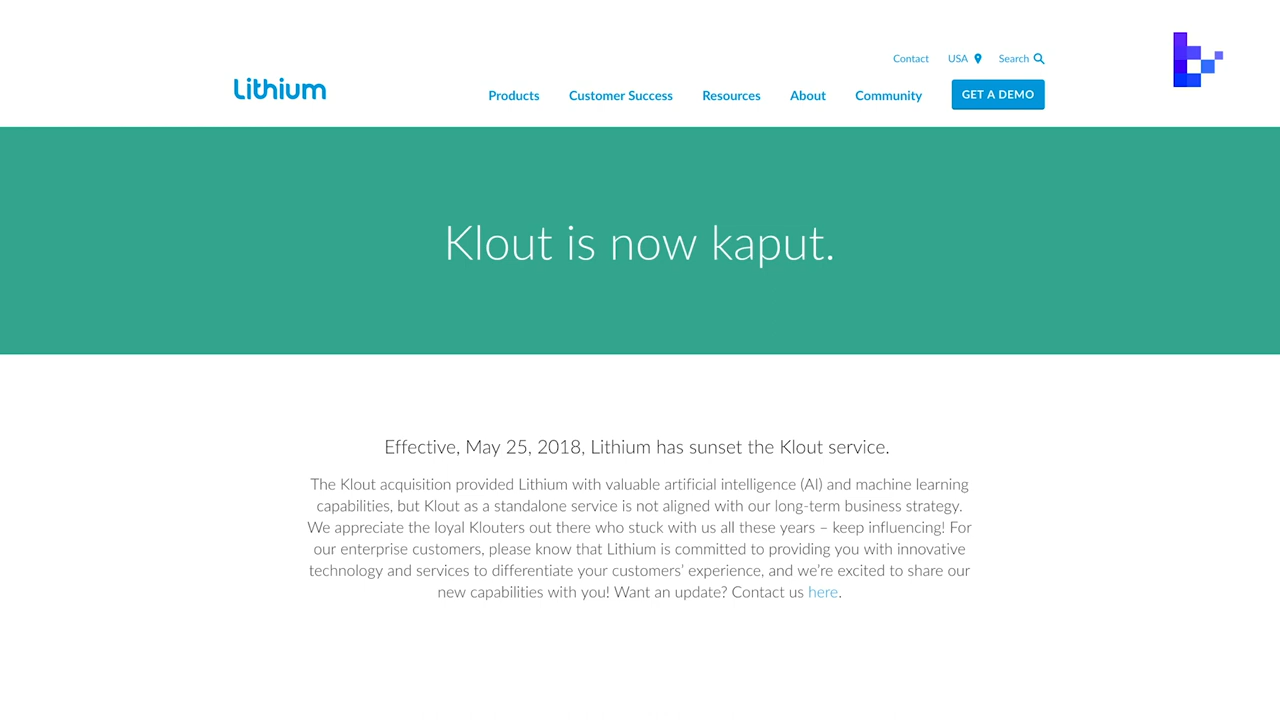 Contact USA Search
Lithium
Products Customer Success Resources About Community GET A DEMO
Klout is now kaput.
Effective, May 25, 2018, Lithium has sunset the Klout service.
The Klout acquisition provided Lithium with valuable artificial intelligence (AI) and machine learning
capabilities, but Klout as a standalone service is not aligned with our long-term business strategy.
We appreciate the loyal Klouters out there who stuck with us all these years – keep influencing! For
our enterprise customers, please know that Lithium is committed to providing you with innovative
technology and services to differentiate your customers’ experience, and we’re excited to share our
new capabilities with you! Want an update? Contact us here.